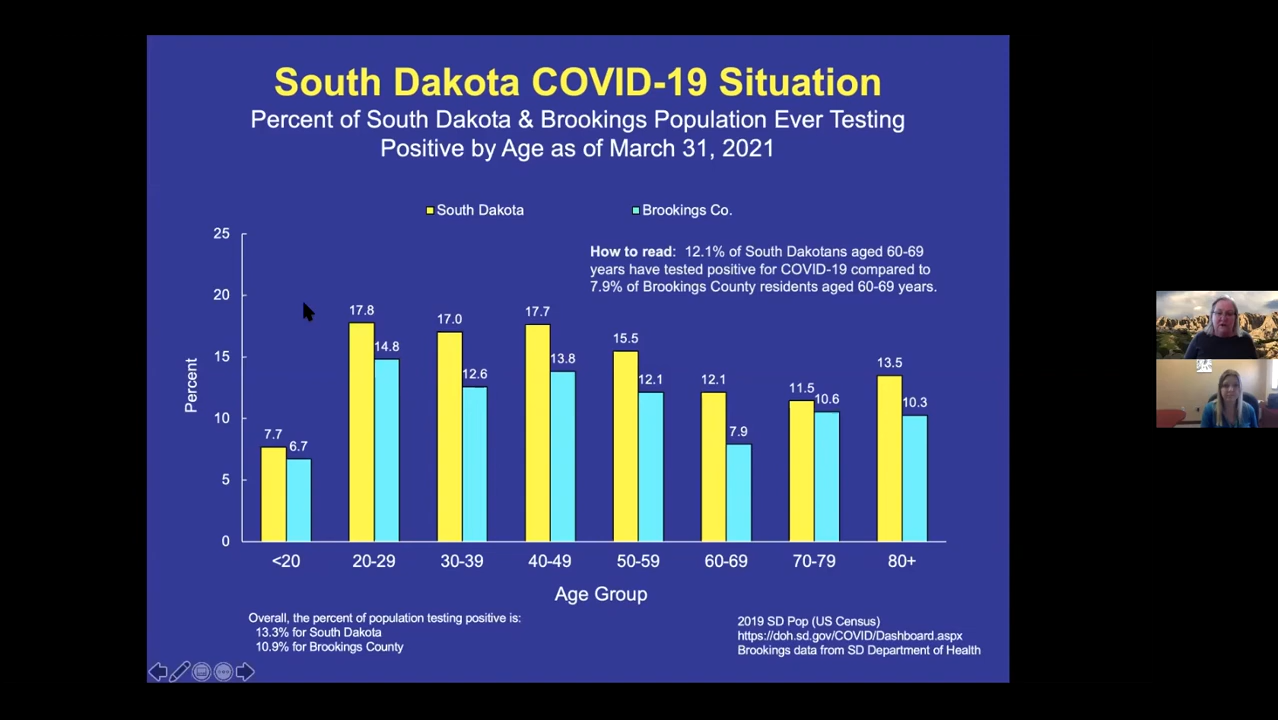 South Dakota COVID-19 Situation
Percent of South Dakota & Brookings Population Ever Testing
Positive by Age as of March 31, 2021
South Dakota
Brookings Co.
How to read: 12.1% of South Dakotans aged 60-69
years have tested positive for COVID-19 compared to
7.9% of Brookings County residents aged 60-69 years.
Percent
25
20
15
10
5
0
7.7
6.7
17.8
14.8
17.0
12.6
17.7
13.8
15.5
12.1
12.1
7.9
11.5
10.6
13.5
10.3
<20
20-29
30-39
40-49
50-59
60-69
70-79
80+
Age Group
Overall, the percent of population testing positive is:
13.3% for South Dakota
10.9% for Brookings County
2019 SD Pop (US Census)
https://doh.sd.gov/COVID/Dashboard.aspx
Brookings data from SD Department of Health